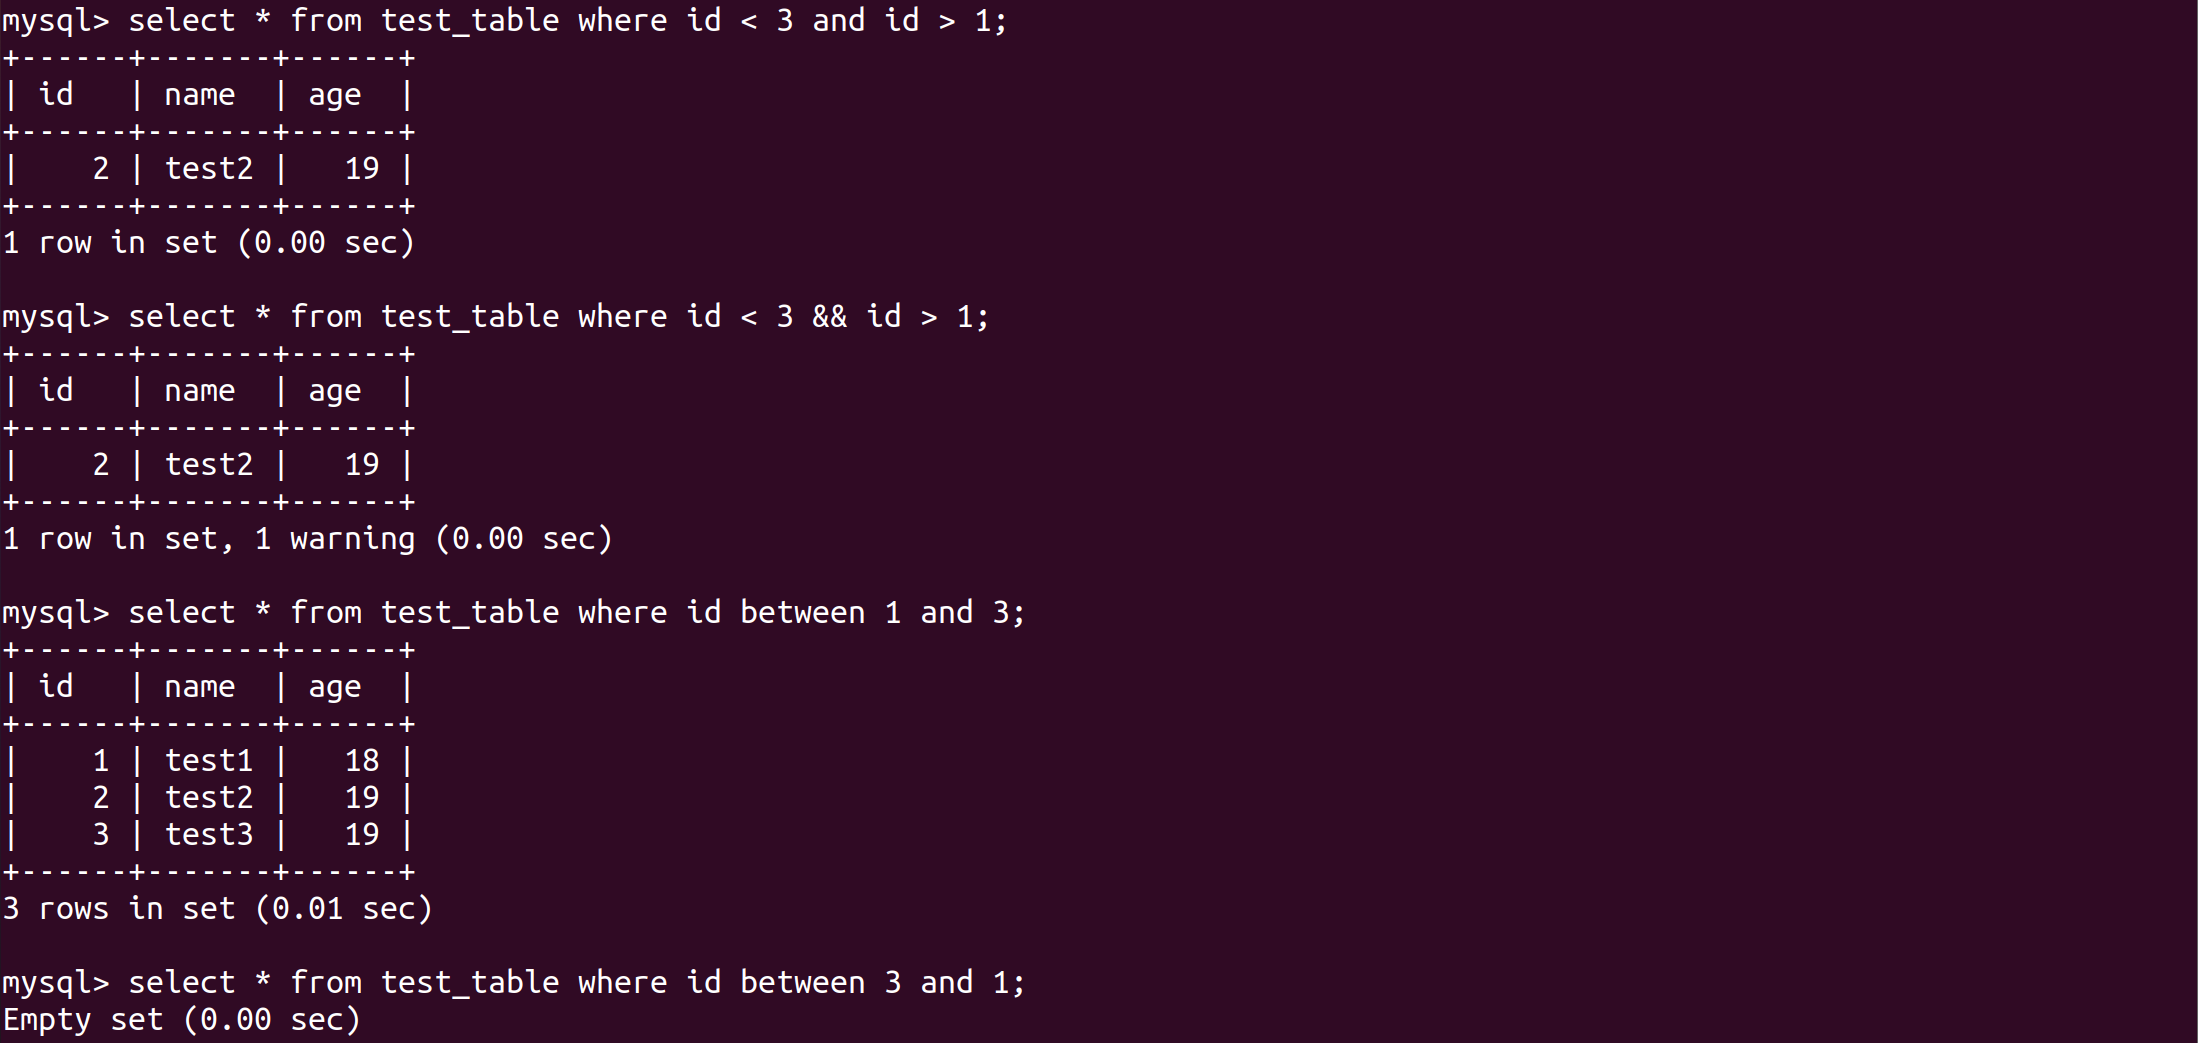 mysql> select * from test_table where id < 3 and id > 1;
+------+-------+------+
| id   | name  | age  |
+------+-------+------+
|    2 | test2 |   19 |
+------+-------+------+
1 row in set (0.00 sec)

mysql> select * from test_table where id < 3 && id > 1;
+------+-------+------+
| id   | name  | age  |
+------+-------+------+
|    2 | test2 |   19 |
+------+-------+------+
1 row in set, 1 warning (0.00 sec)

mysql> select * from test_table where id between 1 and 3;
+------+-------+------+
| id   | name  | age  |
+------+-------+------+
|    1 | test1 |   18 |
|    2 | test2 |   19 |
|    3 | test3 |   19 |
+------+-------+------+
3 rows in set (0.01 sec)

mysql> select * from test_table where id between 3 and 1;
Empty set (0.00 sec)